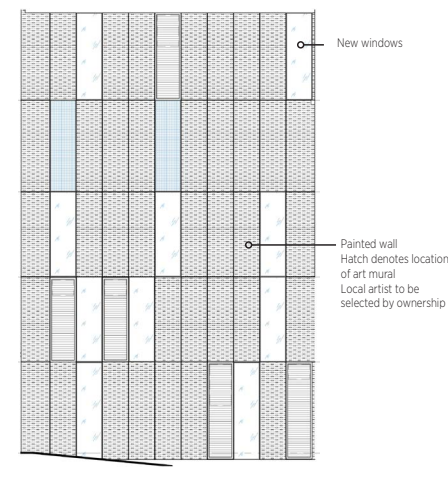 New windows
Painted wall
Hatch denotes location
of art mural
Local artist to be
selected by ownership